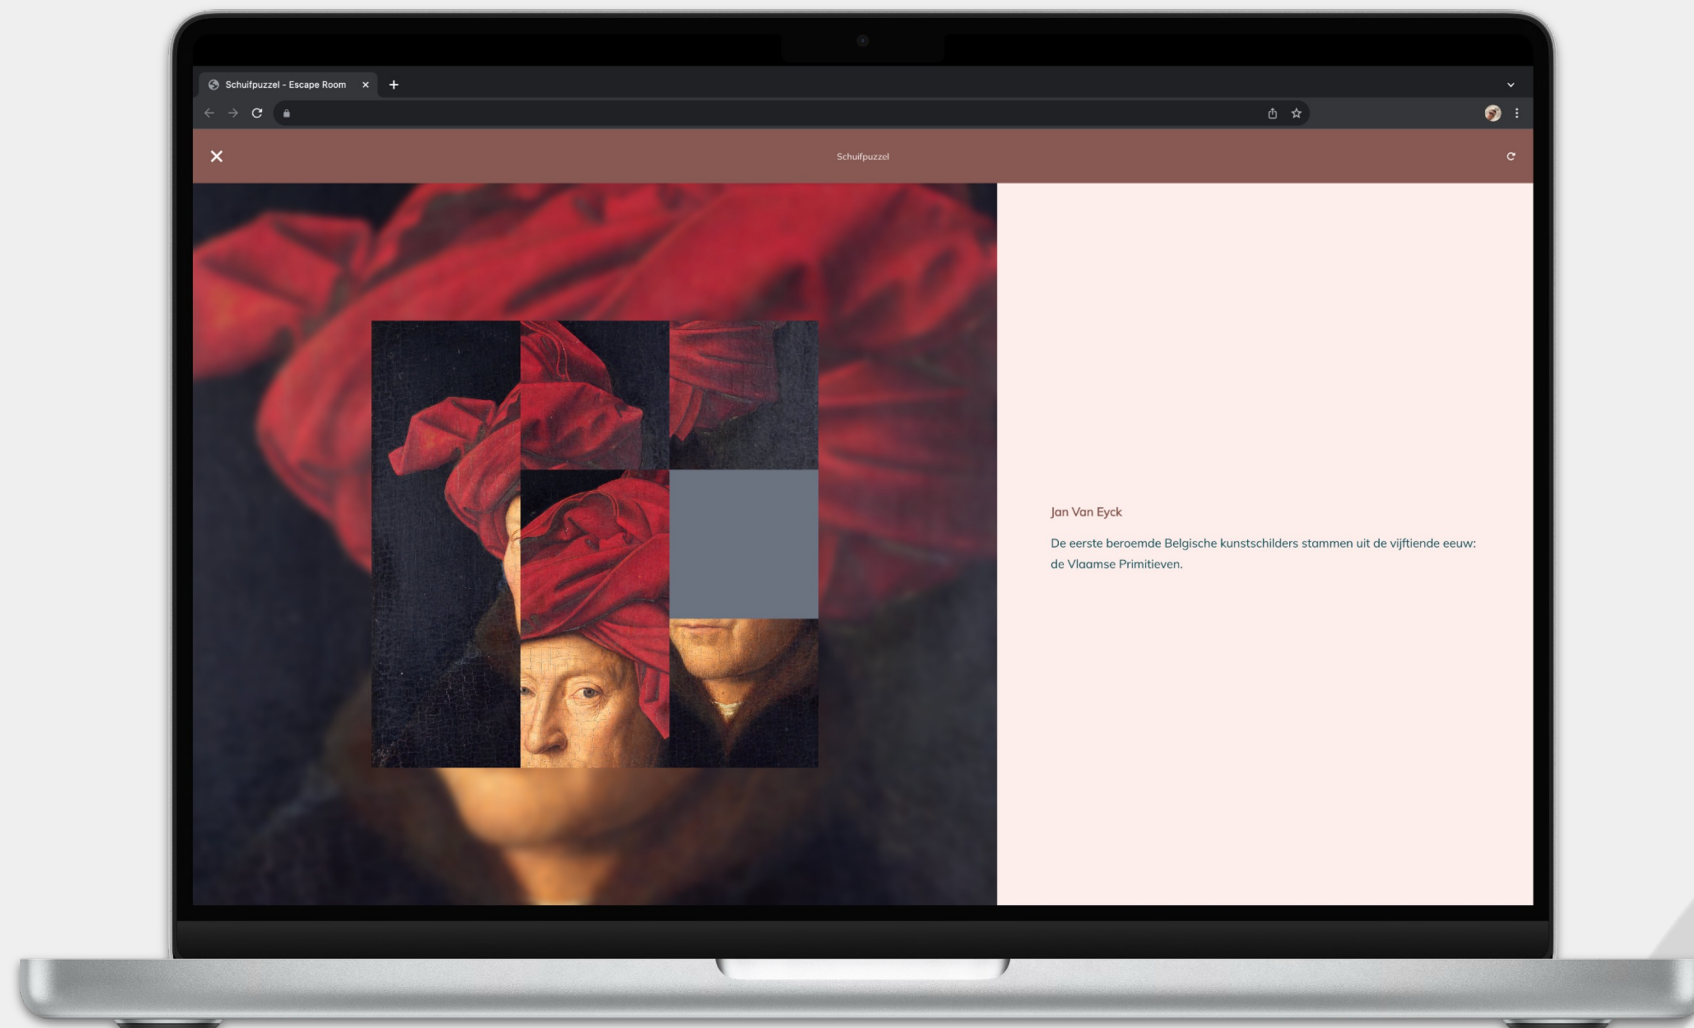 Schuifpuzzel - Escape Room
Schuifpuzzel
Jan Van Eyck
De eerste beroemde Belgische kunstschilders stammen uit de vijftiende eeuw:
de Vlaamse Primitieven.